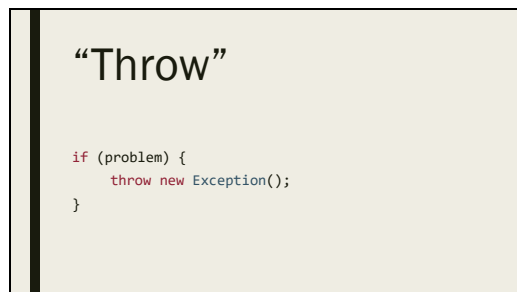 “Throw”
if (problem) {
throw new Exception();
}